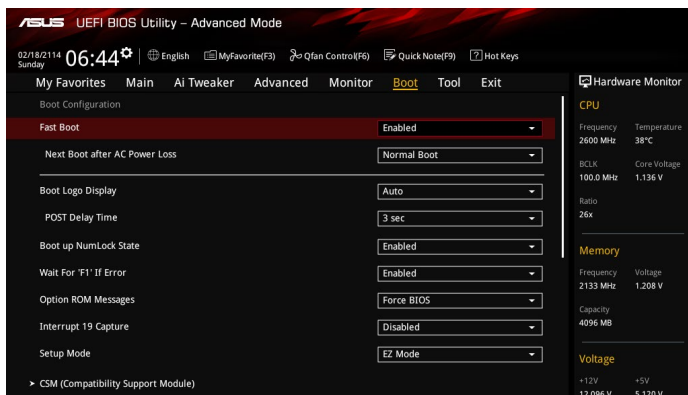 ASUS UEFI BIOS Utility – Advanced Mode
02/18/2114 Sunday 06:44 English MyFavorite(F3) Qfan Control(F6) Quick Note(F9) ? Hot Keys
My Favorites Main Ai Tweaker Advanced Monitor Boot Tool Exit
Boot Configuration
Fast Boot Enabled
Next Boot after AC Power Loss Normal Boot
Boot Logo Display Auto
POST Delay Time 3 sec
Boot up NumLock State Enabled
Wait For 'F1' If Error Enabled
Option ROM Messages Force BIOS
Interrupt 19 Capture Disabled
Setup Mode EZ Mode
> CSM (Compatibility Support Module)
Hardware Monitor
CPU
Frequency Temperature
2600 MHz 38°C
BCLK Core Voltage
100.0 MHz 1.136 V
Ratio
26x
Memory
Frequency Voltage
2133 MHz 1.208 V
Capacity
4096 MB
Voltage
+12V +5V
12.096 V 5.120 V